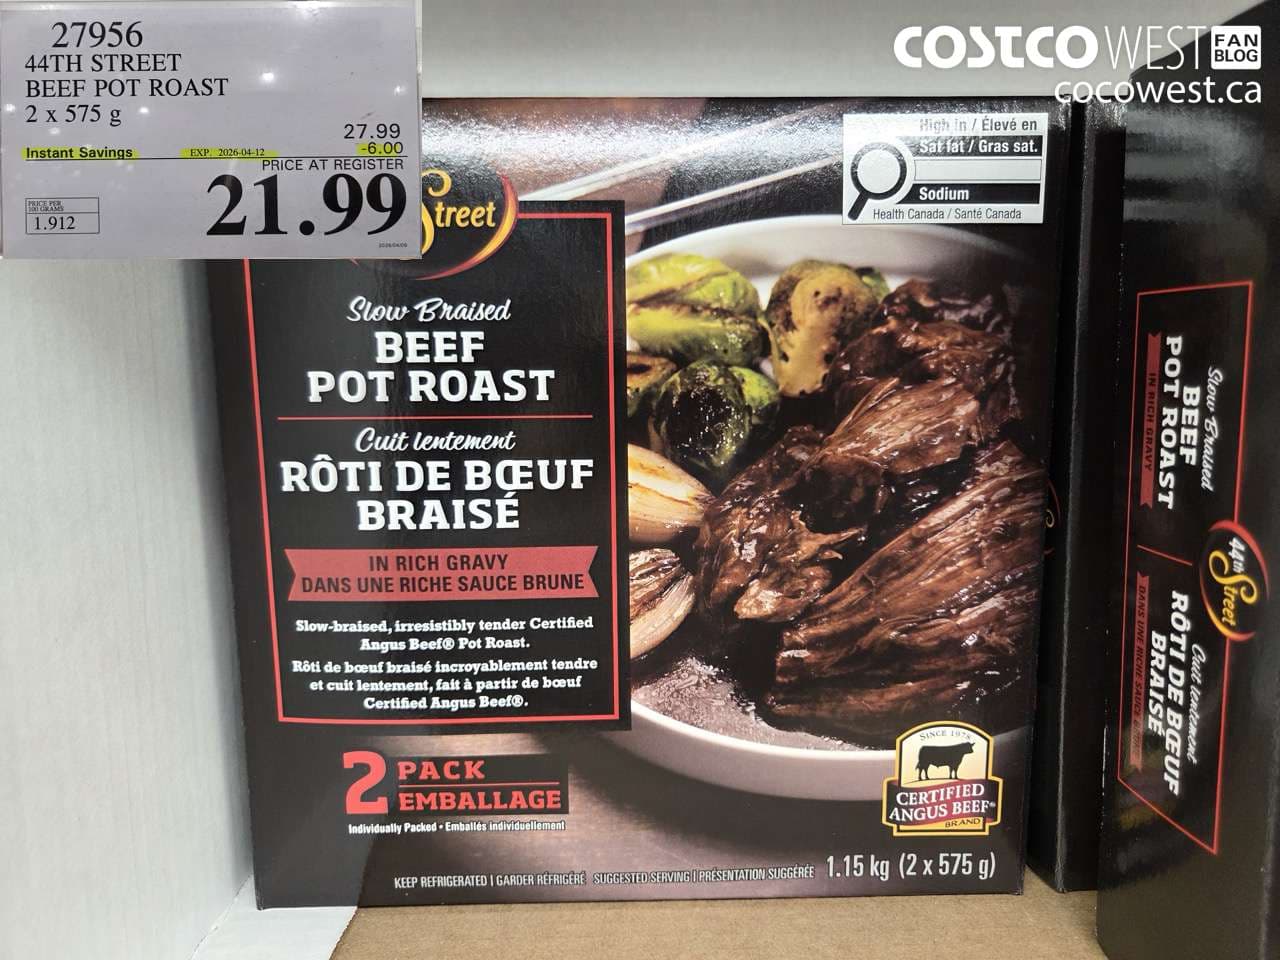 27956
44TH STREET
BEEF POT ROAST
2 x 575 g
27.99
Instant Savings EXP. 2026-04-12 -6.00
PRICE AT REGISTER
21.99
PRICE PER
100 GRAMS
1.912
COSTCO WEST FAN BLOG
cocowest.ca
High in / Élevé en
Sat fat / Gras sat.
Sodium
Health Canada / Santé Canada
Street
Slow Braised
BEEF
POT ROAST
Cuit lentement
RÔTI DE BŒUF
BRAISÉ
IN RICH GRAVY
DANS UNE RICHE SAUCE BRUNE
Slow-braised, irresistibly tender Certified
Angus Beef® Pot Roast.
Rôti de bœuf braisé incroyablement tendre
et cuit lentement, fait à partir de bœuf
Certified Angus Beef®.
2 PACK
EMBALLAGE
Individually Packed • Emballés individuellement
SINCE 1978
CERTIFIED
ANGUS BEEF®
BRAND
KEEP REFRIGERATED | GARDER RÉFRIGÉRÉ SUGGESTED SERVING | PRÉSENTATION SUGGÉRÉE 1.15 kg (2 x 575 g)
Slow Braised
BEEF
POT ROAST
IN RICH GRAVY
44th
Street
Cuit lentement
RÔTI DE BŒUF
BRAISÉ
DANS UNE RICHE SAUCE BRUNE